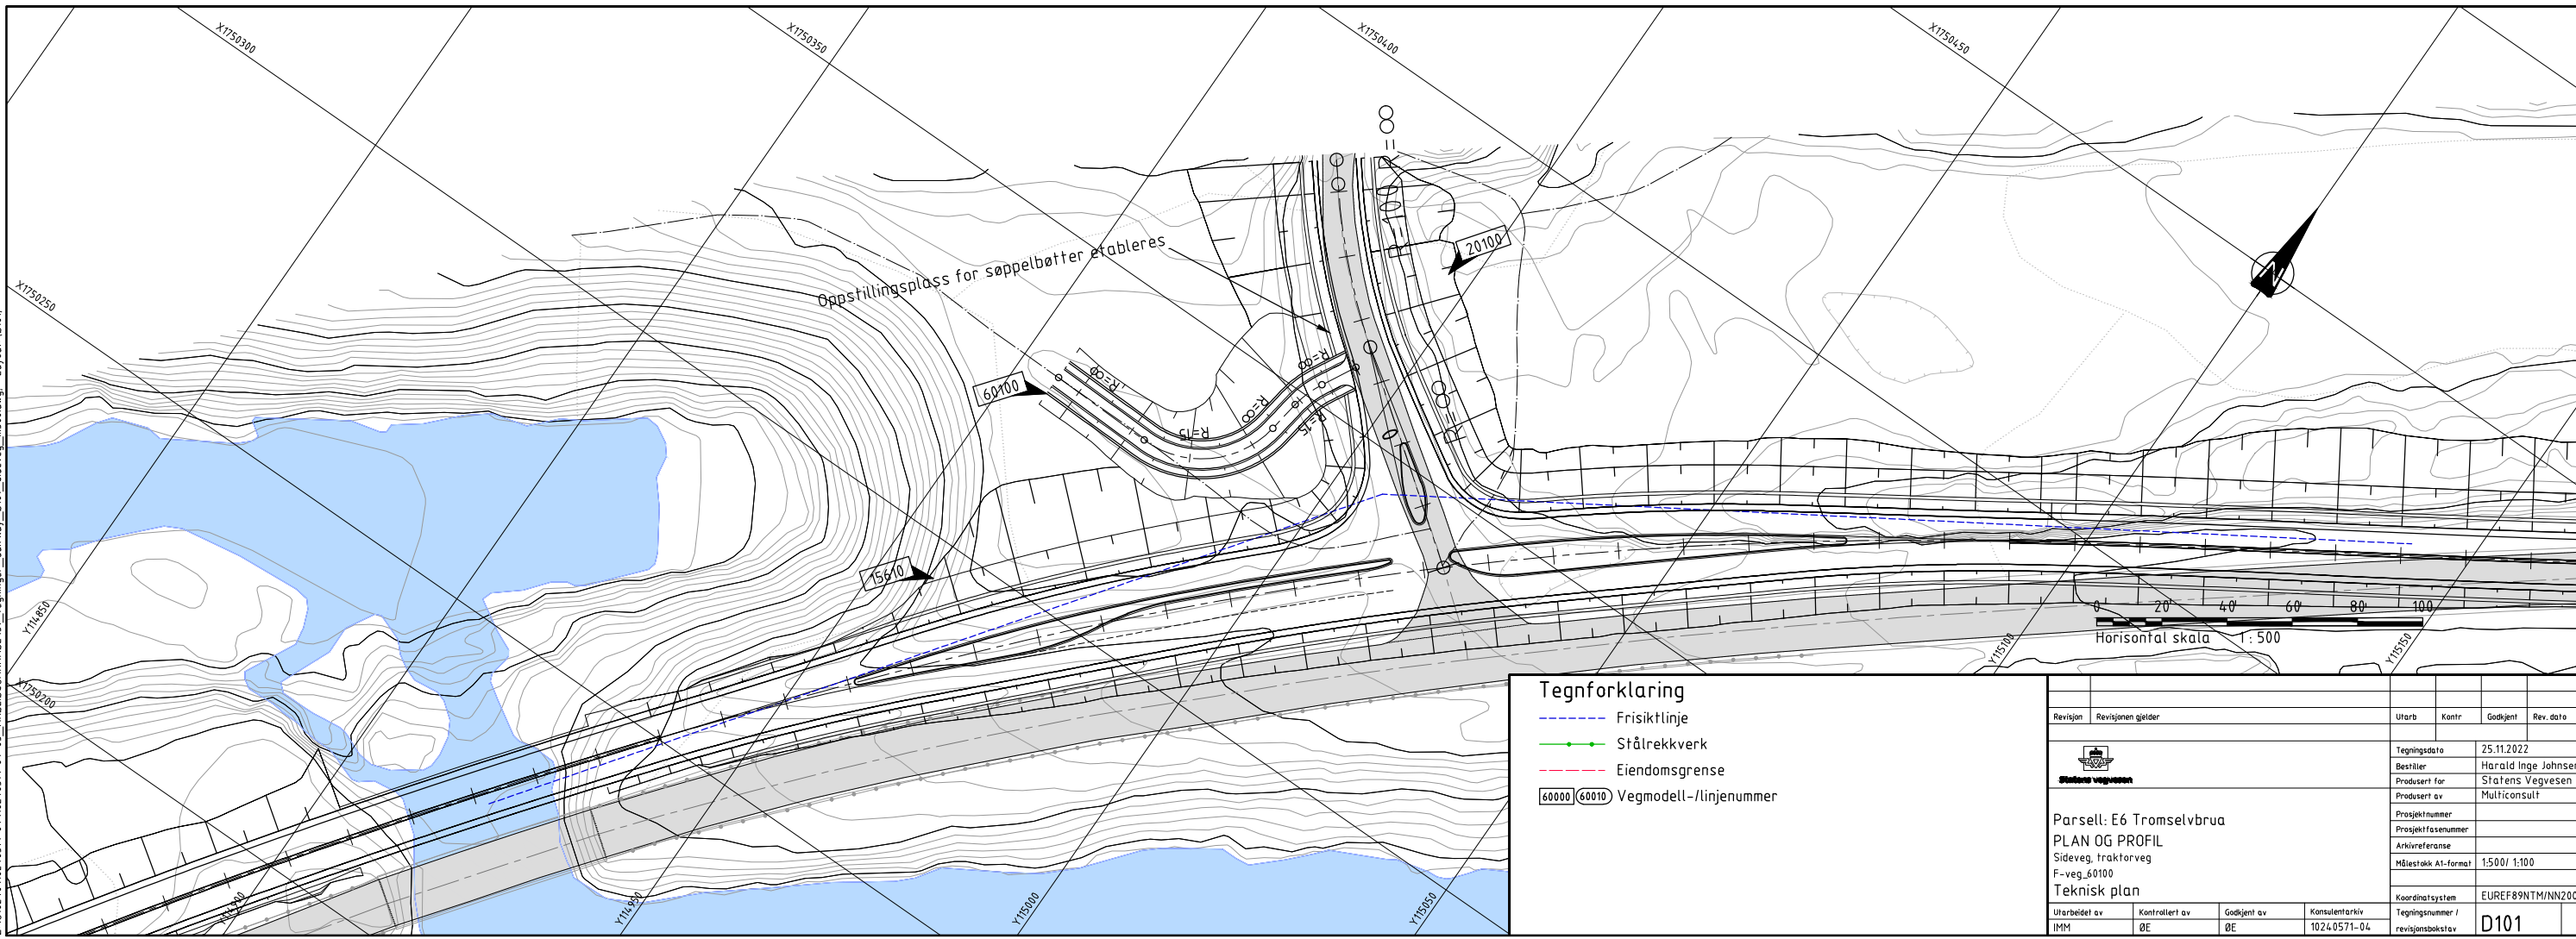 X1750300
X1750350
X1750400
X1750450
X1750250
X1750200
Oppstillingsplass for søppelbøtter etableres
R=100
R=∞
20100
60100
R=∞
R=∞
R=∞
R=15
R=15
R=∞
15610
Y114850
Y114900
Y114950
Y115000
Y115050
Y115100
Y115150
0 20 40 60 80 100
Horisontal skala 1 : 500
Tegnforklaring
Frisiktlinje
Stålrekkverk
Eiendomsgrense
60000 60010 Vegmodell-/linjenummer
Revisjon Revisjonen gjelder Utarb Kontr Godkjent Rev. dato
Statens vegvesen
Tegningsdato 25.11.2022
Bestiller Harald Inge Johnsen
Produsert for Statens Vegvesen
Produsert av Multiconsult
Prosjektnummer
Prosjektfasenummer
Arkivreferanse
Målestokk A1-format 1:500/ 1:100
Koordinatsystem EUREF89NTM/NN200
Parsell: E6 Tromselvbrua
PLAN OG PROFIL
Sideveg, traktorveg
F-veg_60100
Teknisk plan
Utarbeidet av Kontrollert av Godkjent av Konsulentarkiv
IMM ØE ØE 10240571-04
Tegningsnummer /
revisjonsbokstav D101